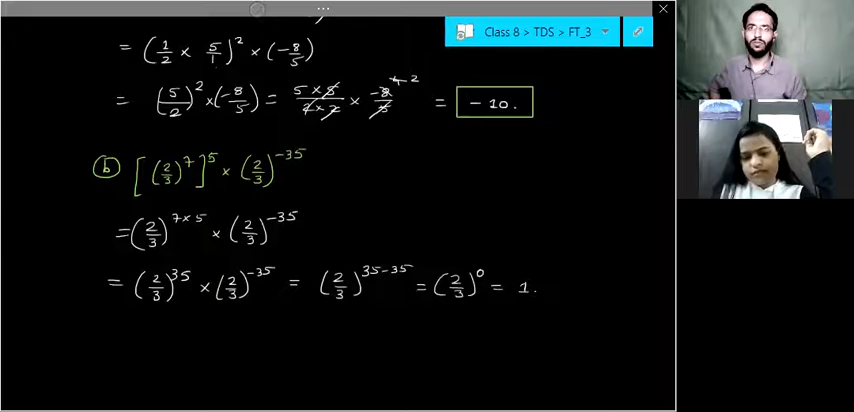 Class 8 > TDS > FT_3
= (1/2 × 5/1)² × (-8/5)
= (5/2)² × (-8/5) = 5×5/2×2 × -8/5 ⁴ ² = - 10.
(b) [(2/3)⁷]⁵ × (2/3)⁻³⁵
= (2/3)⁷ˣ⁵ × (2/3)⁻³⁵
= (2/3)³⁵ × (2/3)⁻³⁵ = (2/3)³⁵⁻³⁵ = (2/3)⁰ = 1.